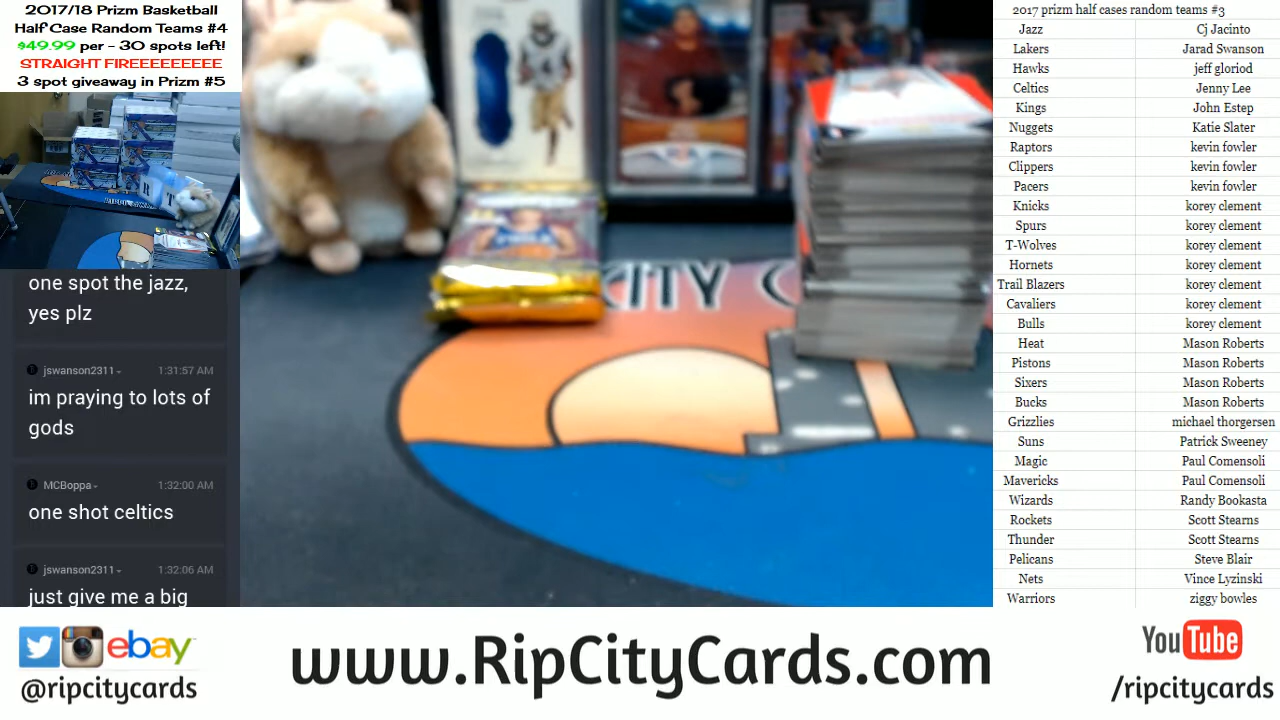 2017/18 Prizm Basketball
Half Case Random Teams #4
$49.99 per - 30 spots left!
STRAIGHT FIREEEEEEEEE
3 spot giveaway in Prizm #5
one spot the jazz,
yes plz
jswanson2311 1:31:57 AM
im praying to lots of
gods
MCBoppa 1:32:00 AM
one shot celtics
jswanson2311 1:32:06 AM
just give me a big
CITY C
2017 prizm half cases random teams #3
Jazz Cj Jacinto
Lakers Jarad Swanson
Hawks jeff gloriod
Celtics Jenny Lee
Kings John Estep
Nuggets Katie Slater
Raptors kevin fowler
Clippers kevin fowler
Pacers kevin fowler
Knicks korey clement
Spurs korey clement
T-Wolves korey clement
Hornets korey clement
Trail Blazers korey clement
Cavaliers korey clement
Bulls korey clement
Heat Mason Roberts
Pistons Mason Roberts
Sixers Mason Roberts
Bucks Mason Roberts
Grizzlies michael thorgersen
Suns Patrick Sweeney
Magic Paul Comensoli
Mavericks Paul Comensoli
Wizards Randy Bookasta
Rockets Scott Stearns
Thunder Scott Stearns
Pelicans Steve Blair
Nets Vince Lyzinski
Warriors ziggy bowles
ebay
@ripcitycards
www.RipCityCards.com
YouTube
/ripcitycards